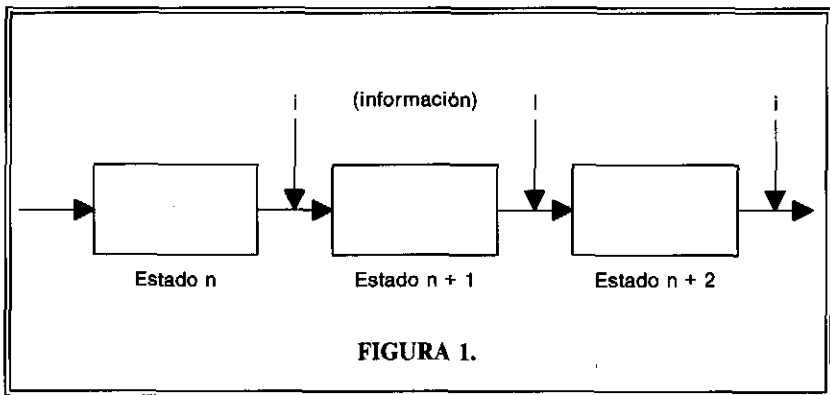 i (información) i i
Estado n Estado n + 1 Estado n + 2
FIGURA 1.